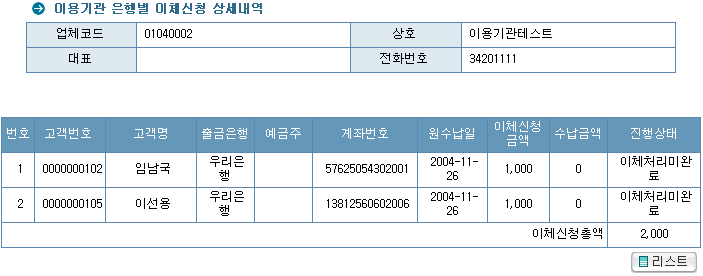 이용기관 은행별 이체신청 상세내역
업체코드 01040002 상호 이용기관테스트
대표 전화번호 34201111
번호 고객번호 고객명 출금은행 예금주 계좌번호 원수납일 이체신청 금액 수납금액 진행상태
1 0000000102 임남국 우리은행 57625054302001 2004-11-26 1,000 0 이체처리미완료
2 0000000105 이선용 우리은행 13812560602006 2004-11-26 1,000 0 이체처리미완료
이체신청총액 2,000
리스트